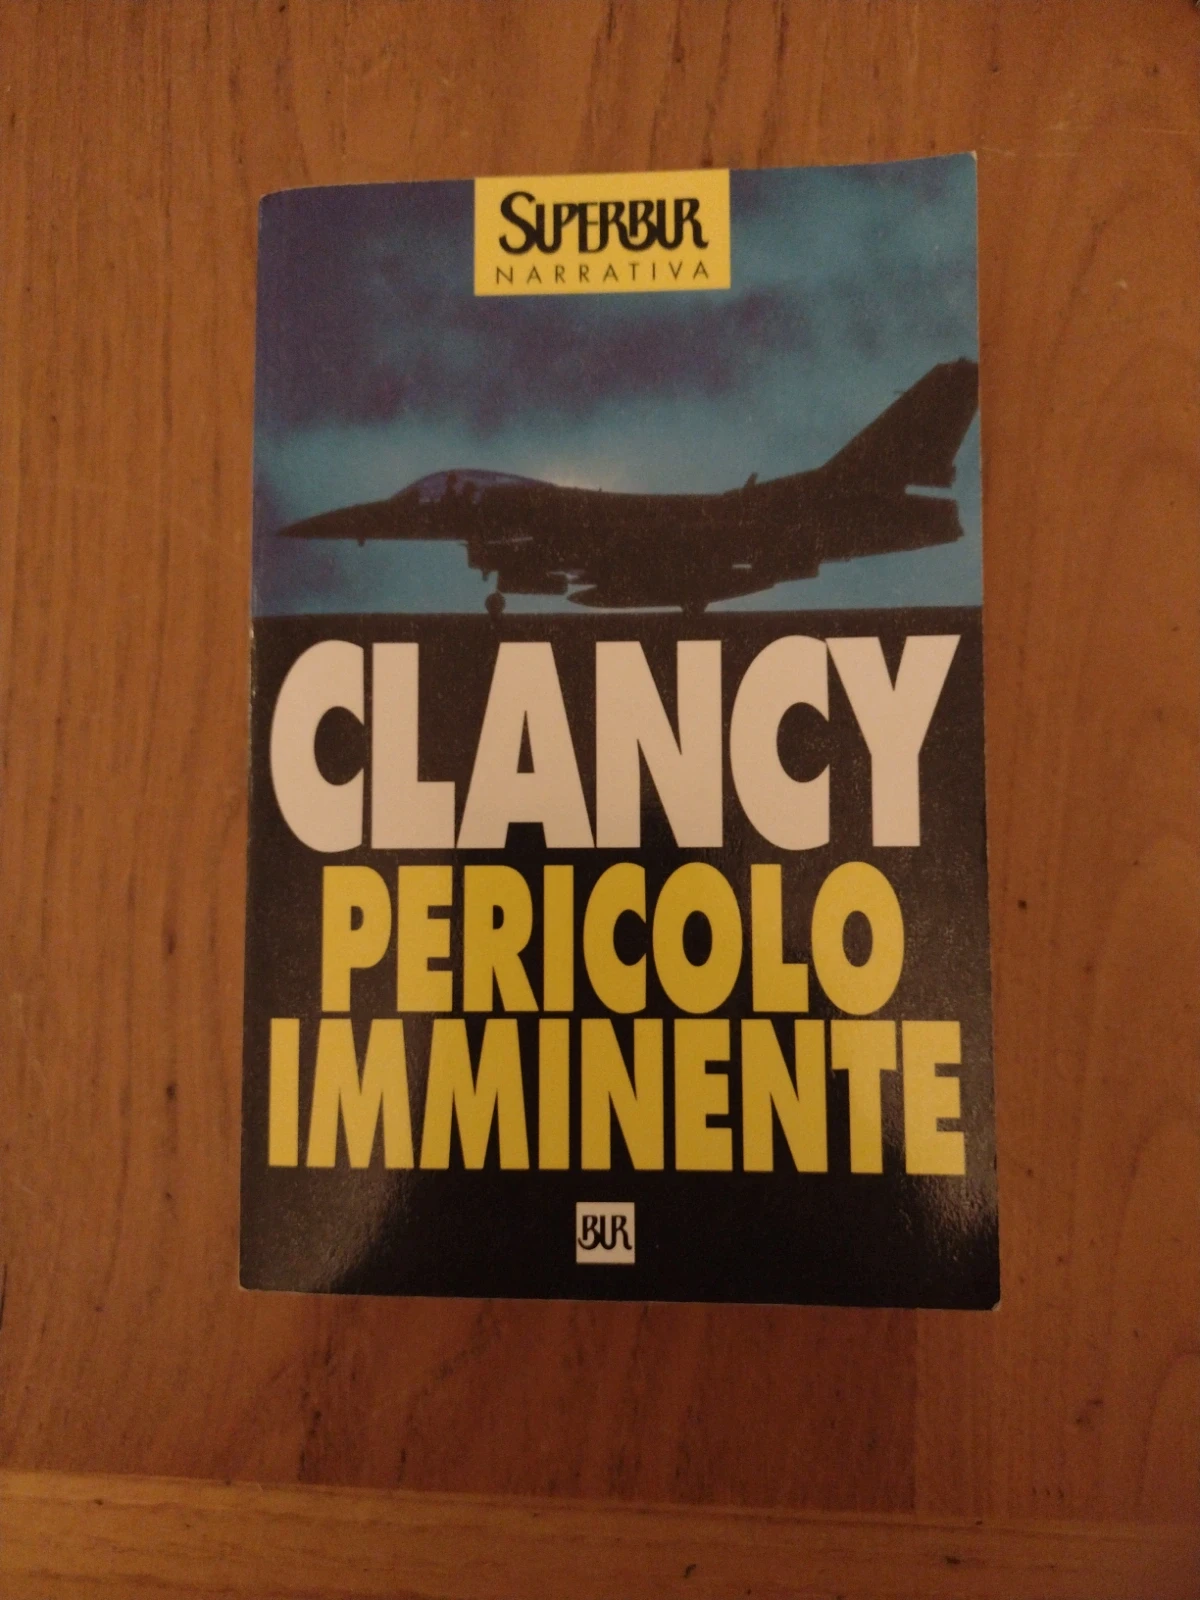 SUPERBUR
NARRATIVA
CLANCY
PERICOLO
IMMINENTE
BUR